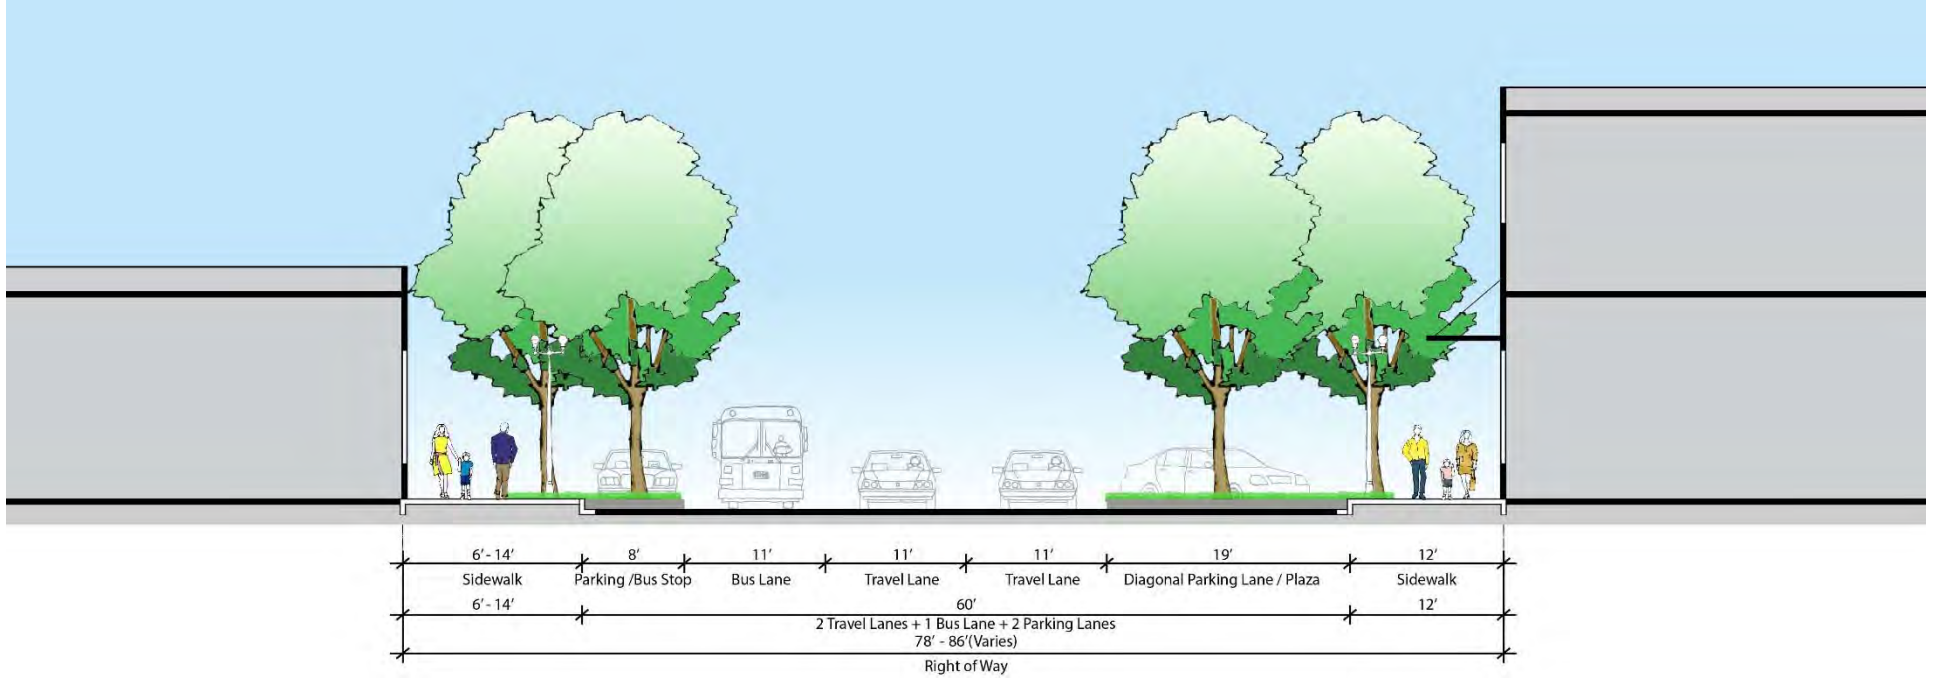 6' - 14' 8' 11' 11' 11' 19' 12'
Sidewalk Parking /Bus Stop Bus Lane Travel Lane Travel Lane Diagonal Parking Lane / Plaza Sidewalk
6' - 14' 60' 12'
2 Travel Lanes + 1 Bus Lane + 2 Parking Lanes
78' - 86'(Varies)
Right of Way